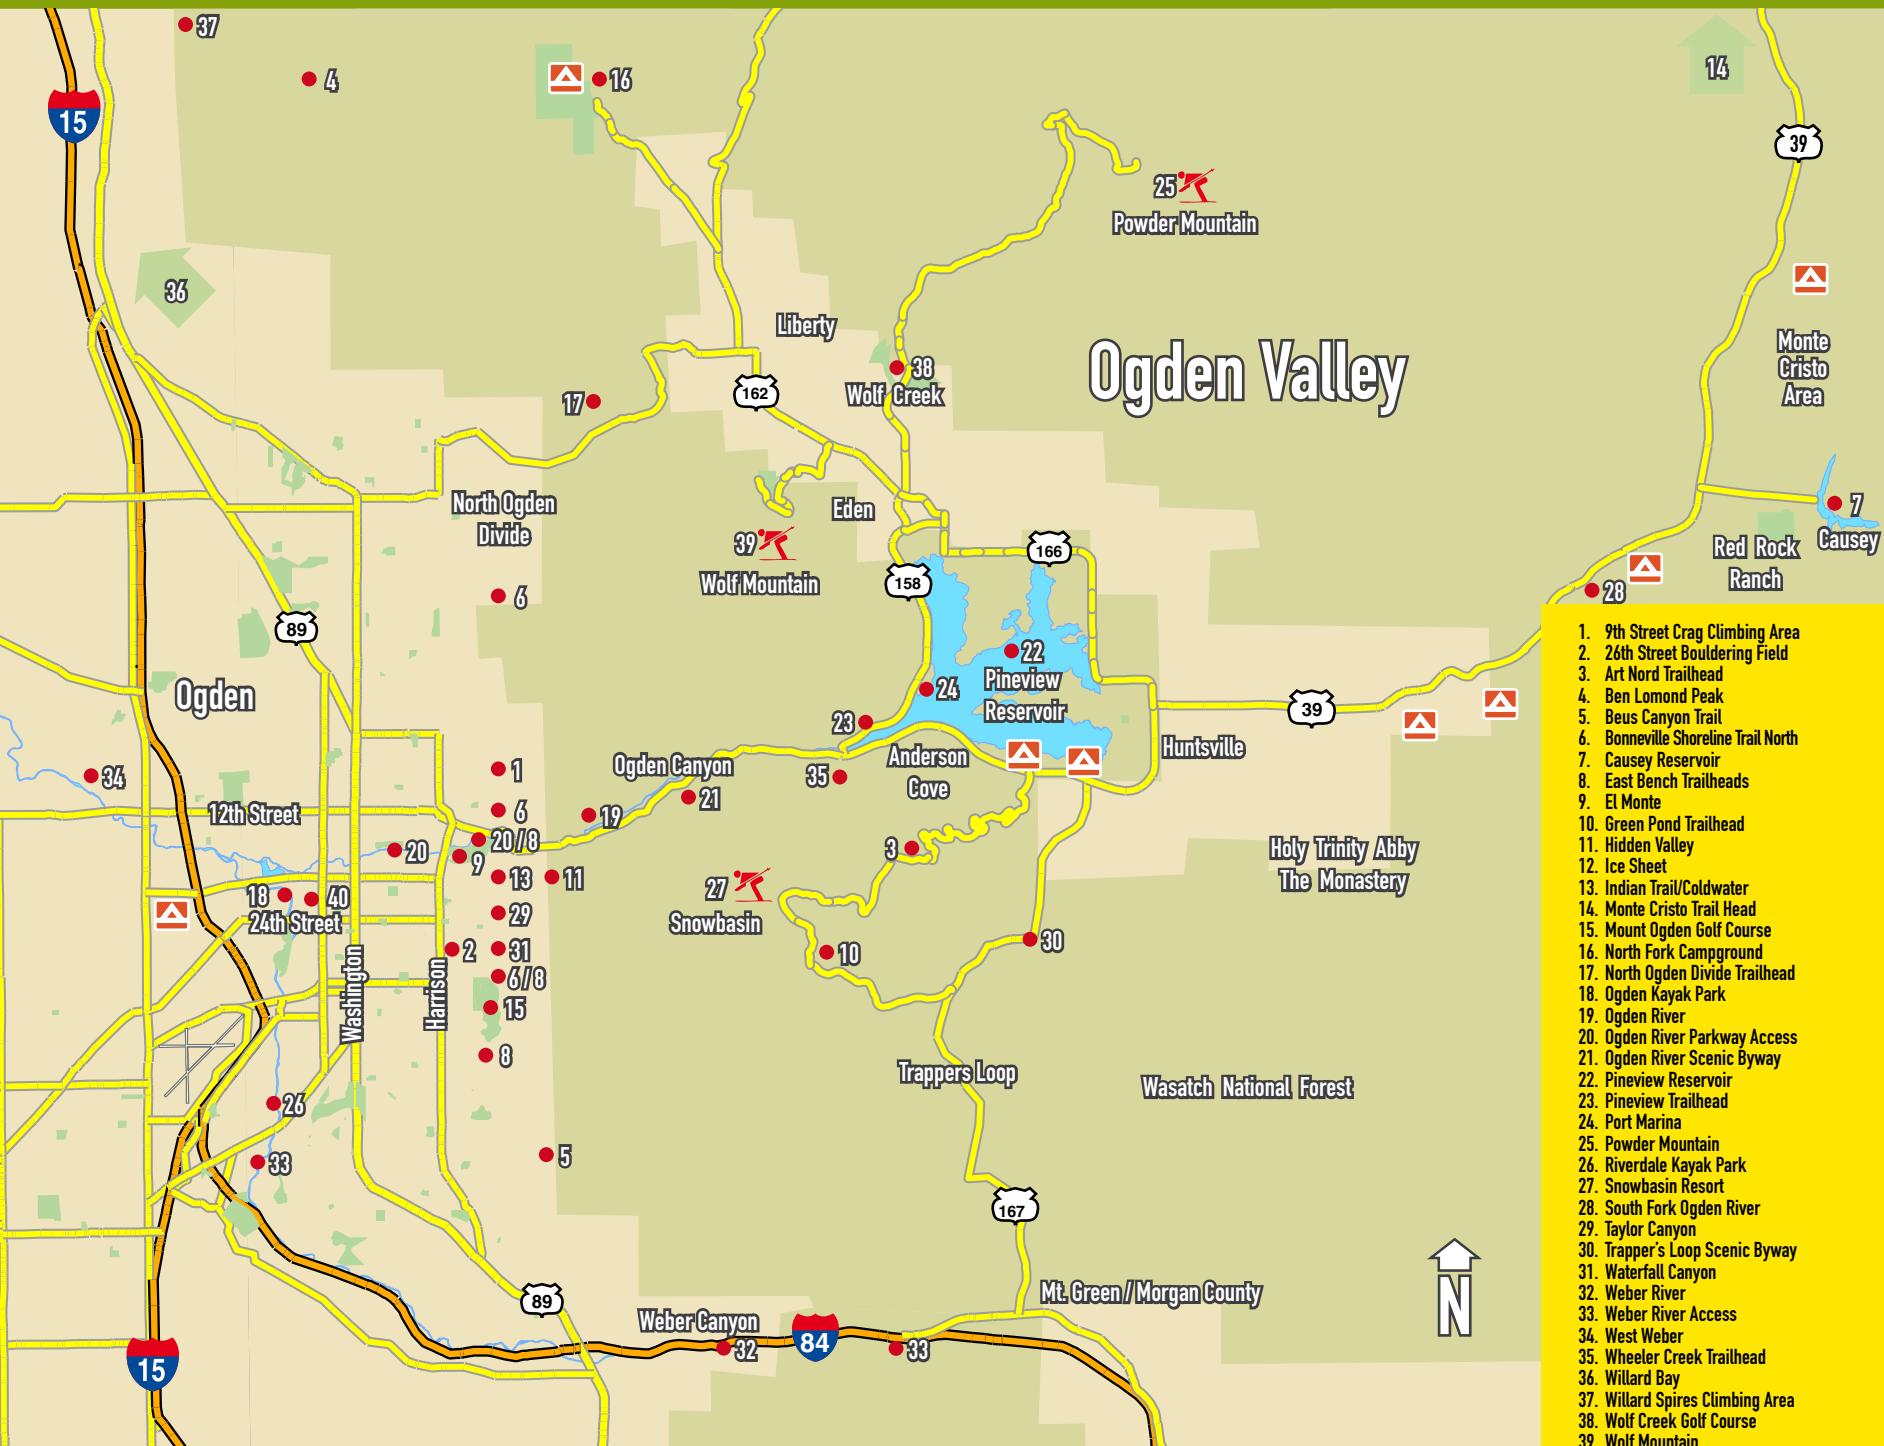 37
4
16
14
15
39
25
Powder Mountain
36
Liberty
Monte
Cristo
Area
Ogden Valley
38
Wolf Creek
162
17
North Ogden
Divide
Eden
7
Causey
Red Rock
Ranch
39
Wolf Mountain
166
158
28
6
89
22
Pineview
Reservoir
24
23
39
Ogden
Huntsville
Anderson
Cove
Ogden Canyon
35
34
1
21
12th Street
6
19
20 / 8
20
9
3
Holy Trinity Abby
The Monastery
13
11
27
Snowbasin
18
40
24th Street
29
2
31
10
30
6 / 8
Washington
Harrison
15
8
Trappers Loop
Wasatch National Forest
26
5
33
167
N
89
Mt. Green / Morgan County
Weber Canyon
32
84
33
15
1. 9th Street Crag Climbing Area
2. 26th Street Bouldering Field
3. Art Nord Trailhead
4. Ben Lomond Peak
5. Beus Canyon Trail
6. Bonneville Shoreline Trail North
7. Causey Reservoir
8. East Bench Trailheads
9. El Monte
10. Green Pond Trailhead
11. Hidden Valley
12. Ice Sheet
13. Indian Trail/Coldwater
14. Monte Cristo Trail Head
15. Mount Ogden Golf Course
16. North Fork Campground
17. North Ogden Divide Trailhead
18. Ogden Kayak Park
19. Ogden River
20. Ogden River Parkway Access
21. Ogden River Scenic Byway
22. Pineview Reservoir
23. Pineview Trailhead
24. Port Marina
25. Powder Mountain
26. Riverdale Kayak Park
27. Snowbasin Resort
28. South Fork Ogden River
29. Taylor Canyon
30. Trapper's Loop Scenic Byway
31. Waterfall Canyon
32. Weber River
33. Weber River Access
34. West Weber
35. Wheeler Creek Trailhead
36. Willard Bay
37. Willard Spires Climbing Area
38. Wolf Creek Golf Course
39. Wolf Mountain